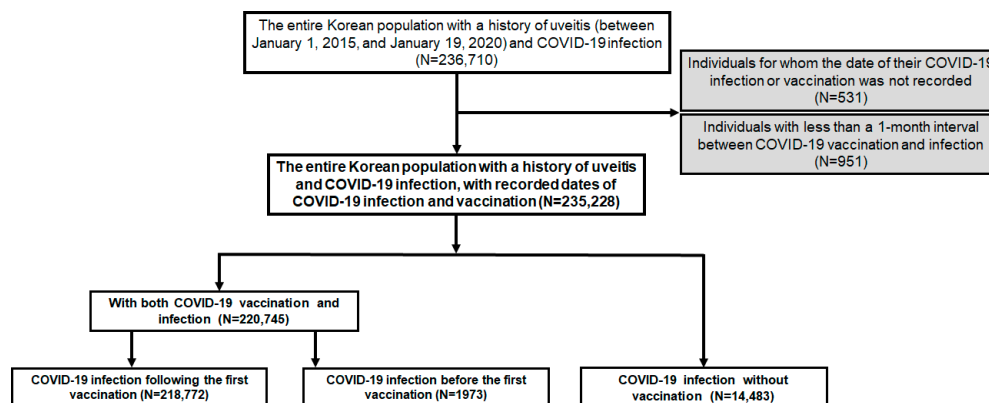 The entire Korean population with a history of uveitis (between
January 1, 2015, and January 19, 2020) and COVID-19 infection
(N=236,710)
Individuals for whom the date of their COVID-19
infection or vaccination was not recorded
(N=531)
Individuals with less than a 1-month interval
between COVID-19 vaccination and infection
(N=951)
The entire Korean population with a history of uveitis
and COVID-19 infection, with recorded dates of
COVID-19 infection and vaccination (N=235,228)
With both COVID-19 vaccination and
infection (N=220,745)
COVID-19 infection following the first
vaccination (N=218,772)
COVID-19 infection before the first
vaccination (N=1973)
COVID-19 infection without
vaccination (N=14,483)